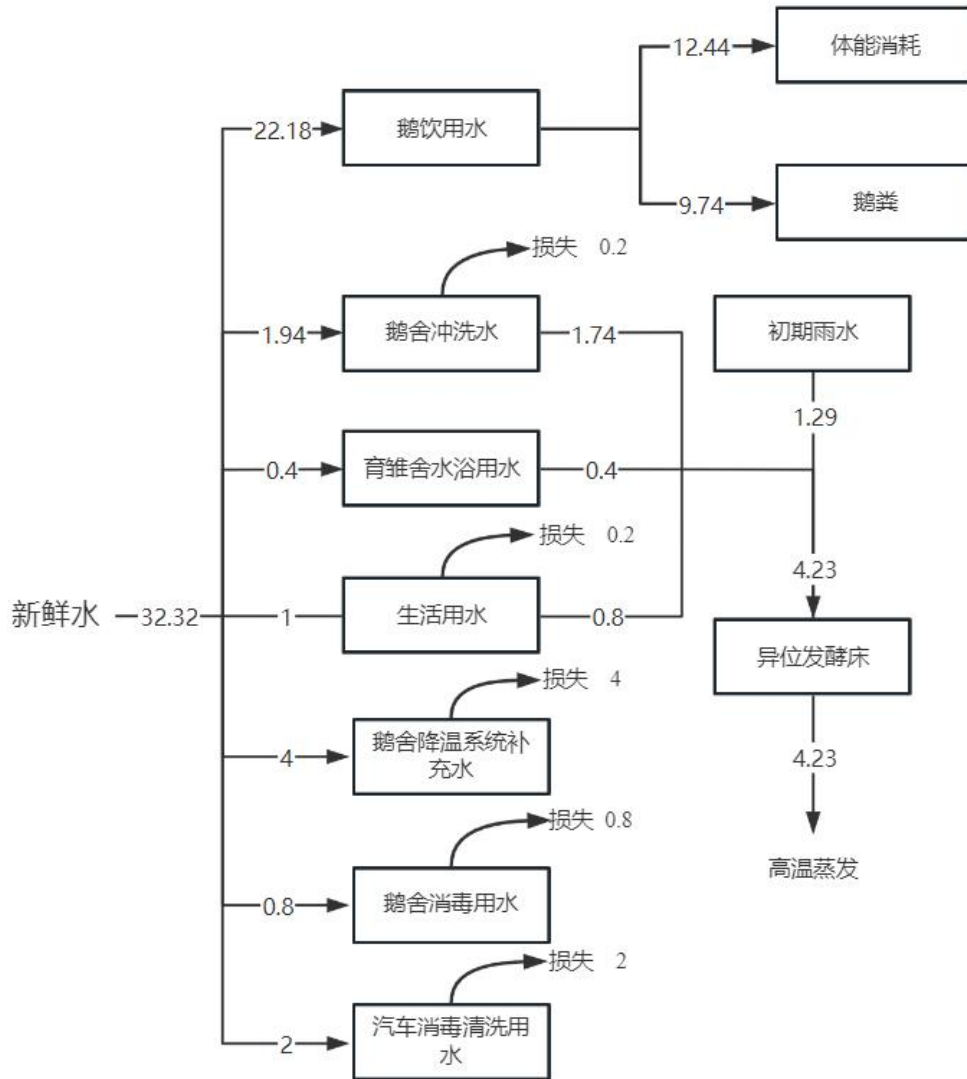 12.44
体能消耗
22.18
鹅饮用水
9.74
鹅粪
损失 0.2
1.94
鹅舍冲洗水
1.74
初期雨水
1.29
0.4
育雏舍水浴用水
0.4
损失 0.2
4.23
新鲜水
32.32
1
生活用水
0.8
异位发酵床
损失 4
4
鹅舍降温系统补
充水
4.23
损失 0.8
高温蒸发
0.8
鹅舍消毒用水
损失 2
2
汽车消毒清洗用
水